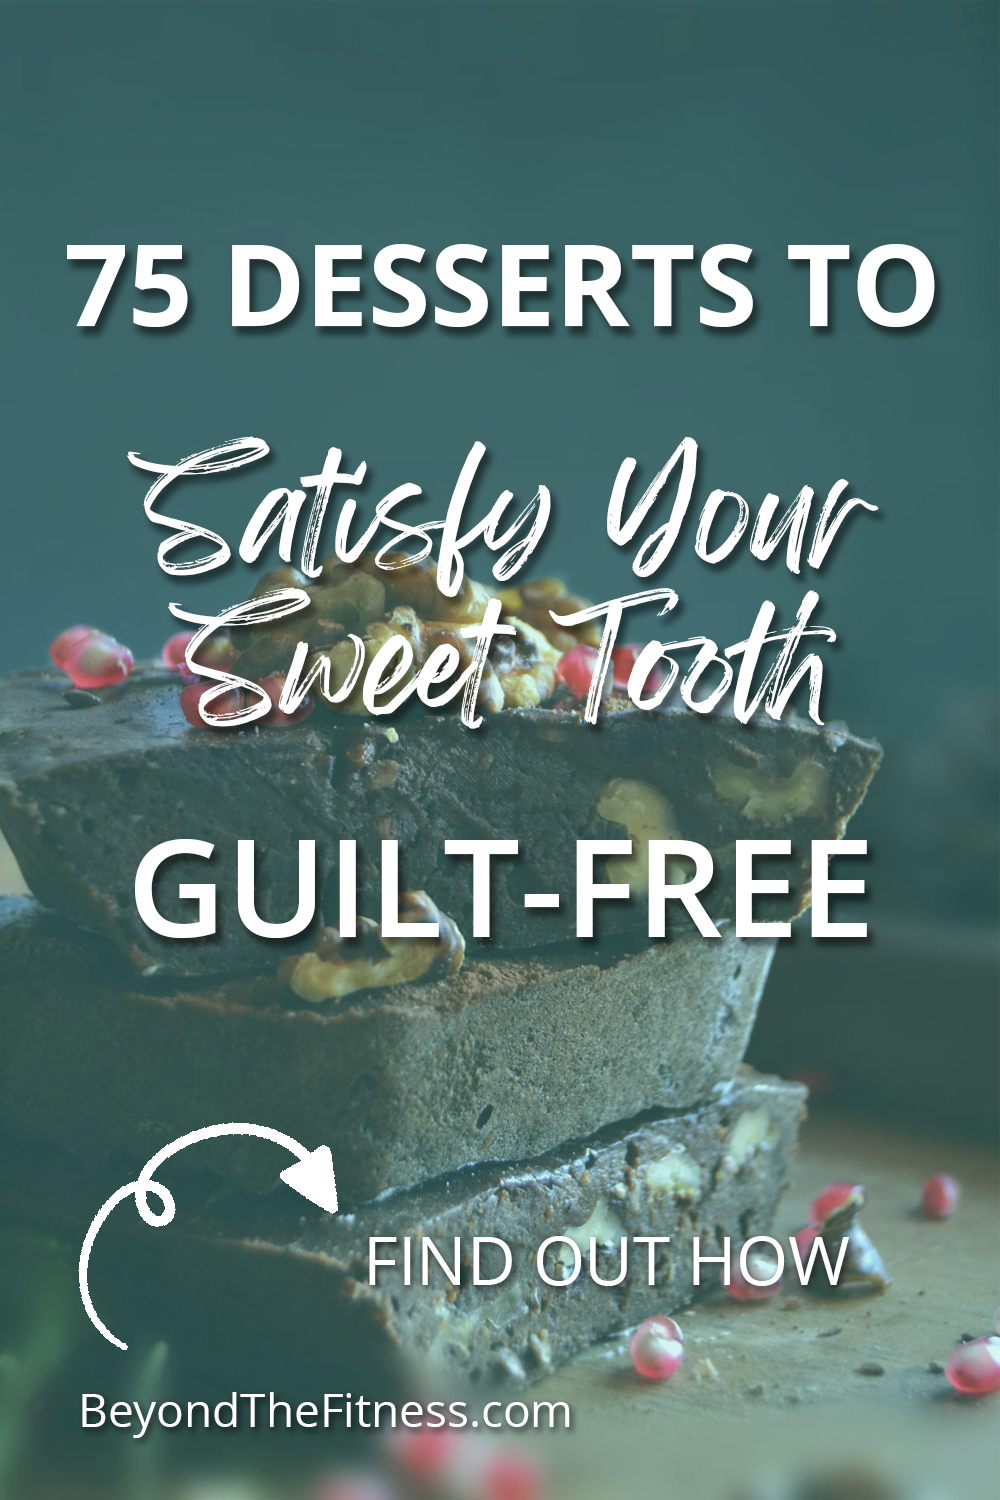 75 DESSERTS TO
Satisfy Your
Sweet Tooth
GUILT-FREE
FIND OUT HOW
BeyondTheFitness.com